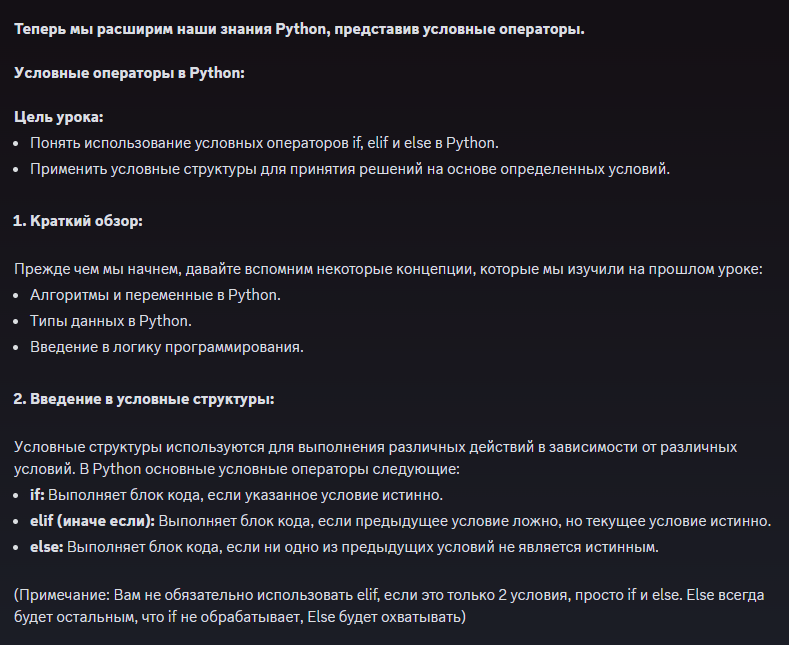 Теперь мы расширим наши знания Python, представив условные операторы.
Условные операторы в Python:
Цель урока:
• Понять использование условных операторов if, elif и else в Python.
• Применить условные структуры для принятия решений на основе определенных условий.
1. Краткий обзор:
Прежде чем мы начнем, давайте вспомним некоторые концепции, которые мы изучили на прошлом уроке:
• Алгоритмы и переменные в Python.
• Типы данных в Python.
• Введение в логику программирования.
2. Введение в условные структуры:
Условные структуры используются для выполнения различных действий в зависимости от различных
условий. В Python основные условные операторы следующие:
• if: Выполняет блок кода, если указанное условие истинно.
• elif (иначе если): Выполняет блок кода, если предыдущее условие ложно, но текущее условие истинно.
• else: Выполняет блок кода, если ни одно из предыдущих условий не является истинным.
(Примечание: Вам не обязательно использовать elif, если это только 2 условия, просто if и else. Else всегда
будет остальным, что if не обрабатывает, Else будет охватывать)